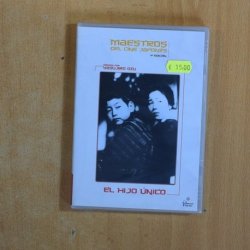 MAESTROS
DEL CINE JAPONÉS
€ 15.00
YASUJIRO OZU
EL HIJO ÚNICO